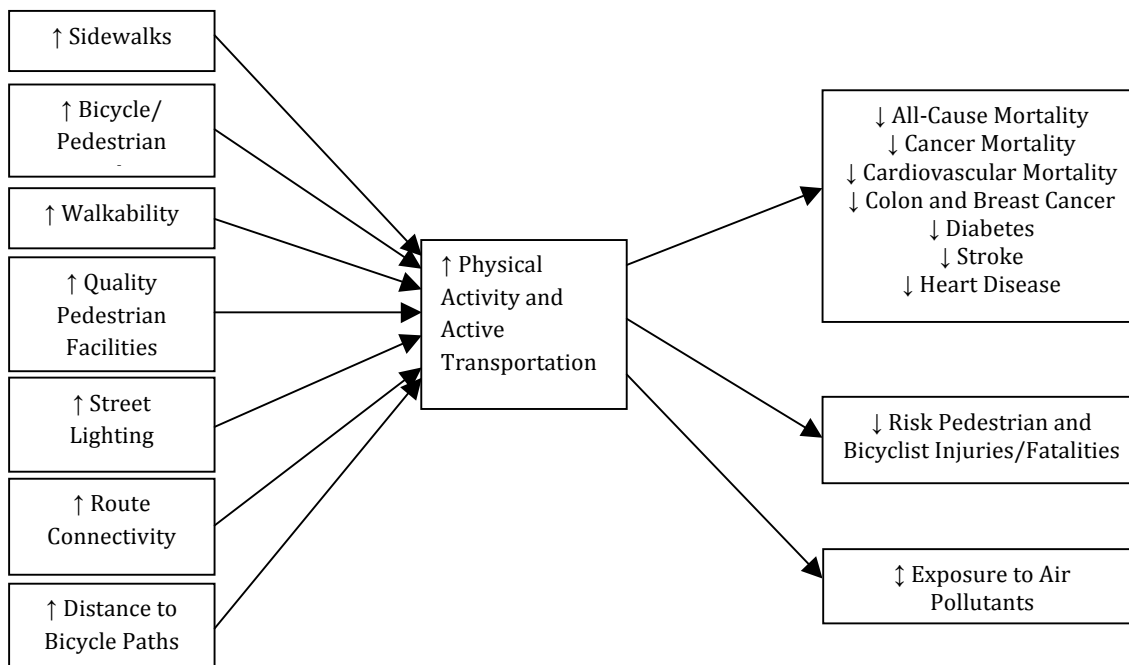 ↑ Sidewalks
↑ Bicycle/
Pedestrian
↑ Walkability
↑ Quality
Pedestrian
Facilities
↑ Street
Lighting
↑ Route
Connectivity
↑ Distance to
Bicycle Paths
↑ Physical
Activity and
Active
Transportation
↓ All-Cause Mortality
↓ Cancer Mortality
↓ Cardiovascular Mortality
↓ Colon and Breast Cancer
↓ Diabetes
↓ Stroke
↓ Heart Disease
↓ Risk Pedestrian and
Bicyclist Injuries/Fatalities
↕ Exposure to Air
Pollutants